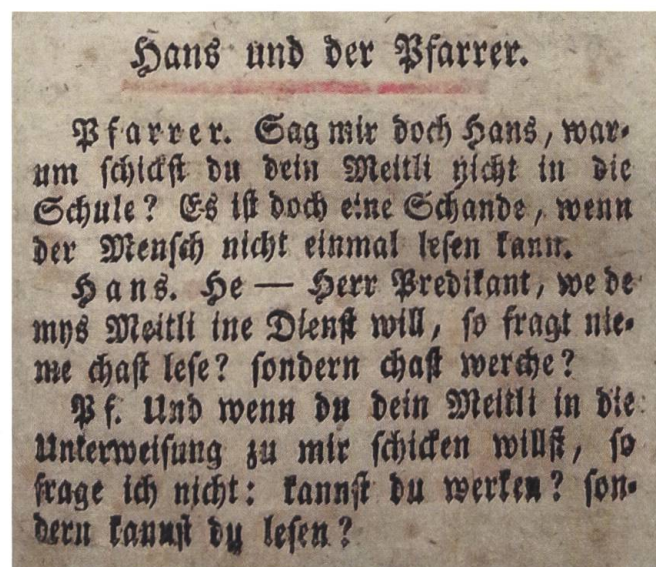 Hans und der Pfarrer.
Pfarrer. Sag mir doch Hans, war-
um schickst du dein Meitli nicht in die
Schule? Es ist doch eine Schande, wenn
der Mensch nicht einmal lesen kann.
Hans. He — Herr Predikant, we de
mys Meitli ine Dienst will, so fragt nie-
me chast lese? sondern chast werche?
Pf. Und wenn du dein Meitli in die
Unterweisung zu mir schicken willst, so
frage ich nicht: kannst du werken? son-
dern kannst du lesen?